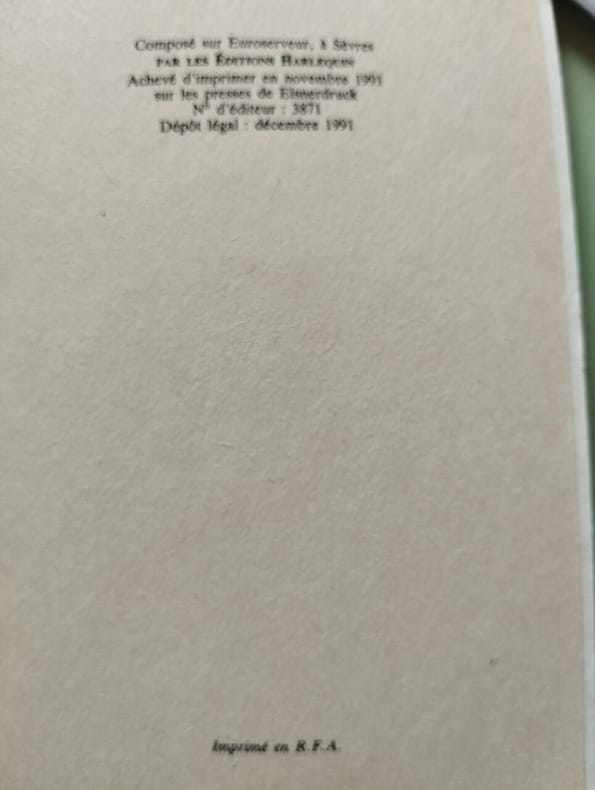 Composé sur Euroserveur, à Sèvres
PAR LES ÉDITIONS HARLEQUIN
Achevé d'imprimer en novembre 1991
sur les presses de Elsnerdruck
N° d'éditeur : 3871
Dépôt légal : décembre 1991
Imprimé en R.F.A.